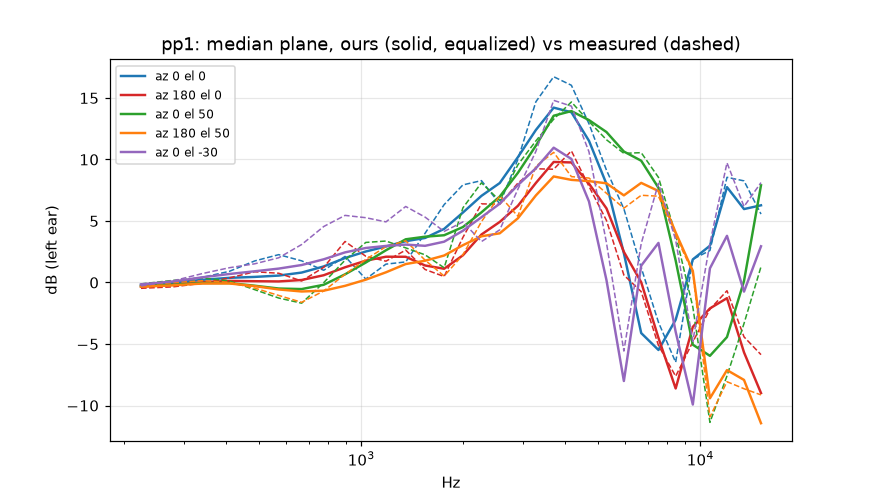 pp1: median plane, ours (solid, equalized) vs measured (dashed)
az 0 el 0
az 180 el 0
az 0 el 50
az 180 el 50
az 0 el -30
15
10
5
0
−5
−10
dB (left ear)
10³
10⁴
Hz